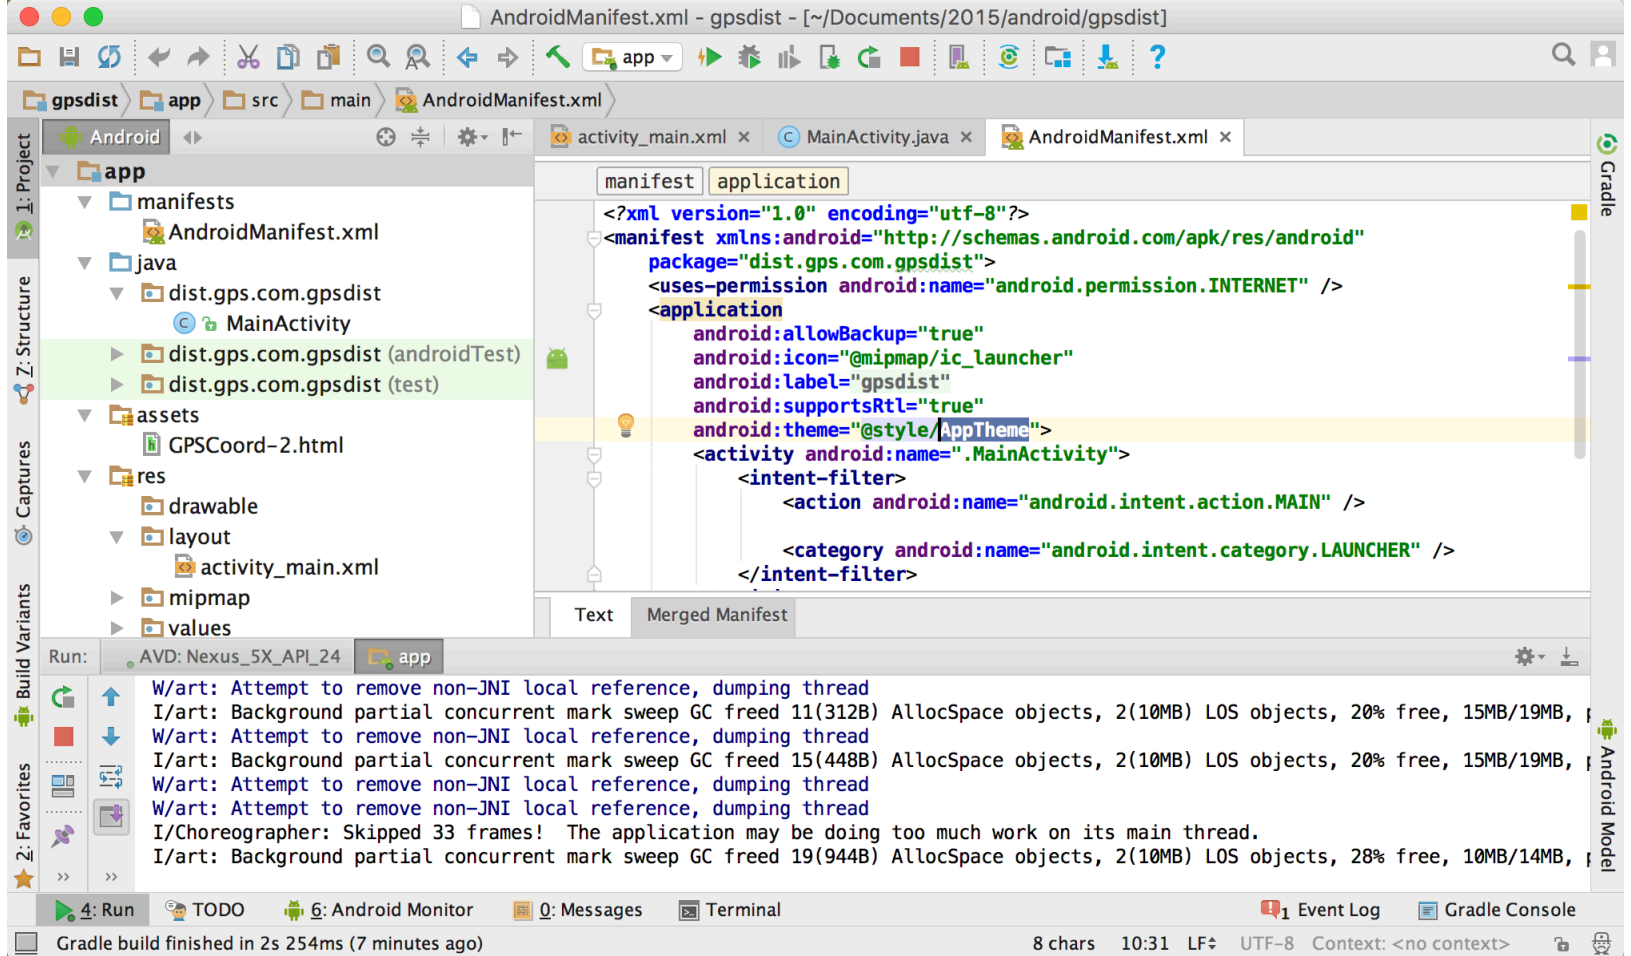 AndroidManifest.xml - gpsdist - [~/Documents/2015/android/gpsdist]
app
gpsdist app src main AndroidManifest.xml
Android
activity_main.xml × MainActivity.java × AndroidManifest.xml ×
1: Project
Z: Structure
Captures
Build Variants
2: Favorites
app
manifests
AndroidManifest.xml
java
dist.gps.com.gpsdist
MainActivity
dist.gps.com.gpsdist (androidTest)
dist.gps.com.gpsdist (test)
assets
GPSCoord-2.html
res
drawable
layout
activity_main.xml
mipmap
values
manifest application
<?xml version="1.0" encoding="utf-8"?>
<manifest xmlns:android="http://schemas.android.com/apk/res/android"
package="dist.gps.com.gpsdist">
<uses-permission android:name="android.permission.INTERNET" />
<application
android:allowBackup="true"
android:icon="@mipmap/ic_launcher"
android:label="gpsdist"
android:supportsRtl="true"
android:theme="@style/AppTheme">
<activity android:name=".MainActivity">
<intent-filter>
<action android:name="android.intent.action.MAIN" />
<category android:name="android.intent.category.LAUNCHER" />
</intent-filter>
Text Merged Manifest
Gradle
Android Model
Run: AVD: Nexus_5X_API_24 app
W/art: Attempt to remove non-JNI local reference, dumping thread
I/art: Background partial concurrent mark sweep GC freed 11(312B) AllocSpace objects, 2(10MB) LOS objects, 20% free, 15MB/19MB,
W/art: Attempt to remove non-JNI local reference, dumping thread
I/art: Background partial concurrent mark sweep GC freed 15(448B) AllocSpace objects, 2(10MB) LOS objects, 20% free, 15MB/19MB,
W/art: Attempt to remove non-JNI local reference, dumping thread
W/art: Attempt to remove non-JNI local reference, dumping thread
I/Choreographer: Skipped 33 frames!  The application may be doing too much work on its main thread.
I/art: Background partial concurrent mark sweep GC freed 19(944B) AllocSpace objects, 2(10MB) LOS objects, 28% free, 10MB/14MB,
4: Run TODO 6: Android Monitor 0: Messages Terminal 1 Event Log Gradle Console
Gradle build finished in 2s 254ms (7 minutes ago) 8 chars 10:31 LF UTF-8 Context: <no context>